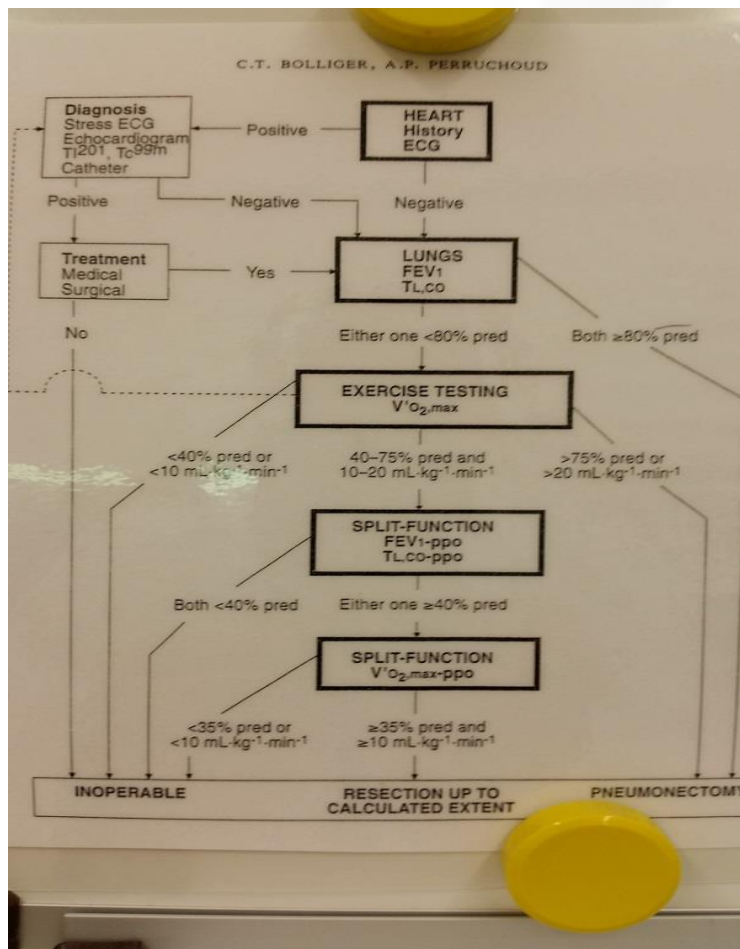 C.T. BOLLIGER, A.P. PERRUCHOUD
Diagnosis
Stress ECG
Echocardiogram
Tl201, Tc99m
Catheter
Positive
HEART
History
ECG
Positive
Negative
Negative
Treatment
Medical
Surgical
Yes
LUNGS
FEV1
TL,CO
No
Either one <80% pred
Both ≥80% pred
EXERCISE TESTING
V'O2,max
<40% pred or
<10 mL·kg-1·min-1
40–75% pred and
10–20 mL·kg-1·min-1
>75% pred or
>20 mL·kg-1·min-1
SPLIT-FUNCTION
FEV1-ppo
TL,CO-ppo
Both <40% pred
Either one ≥40% pred
SPLIT-FUNCTION
V'O2,max-ppo
<35% pred or
<10 mL·kg-1·min-1
≥35% pred and
≥10 mL·kg-1·min-1
INOPERABLE
RESECTION UP TO
CALCULATED EXTENT
PNEUMONECTOMY